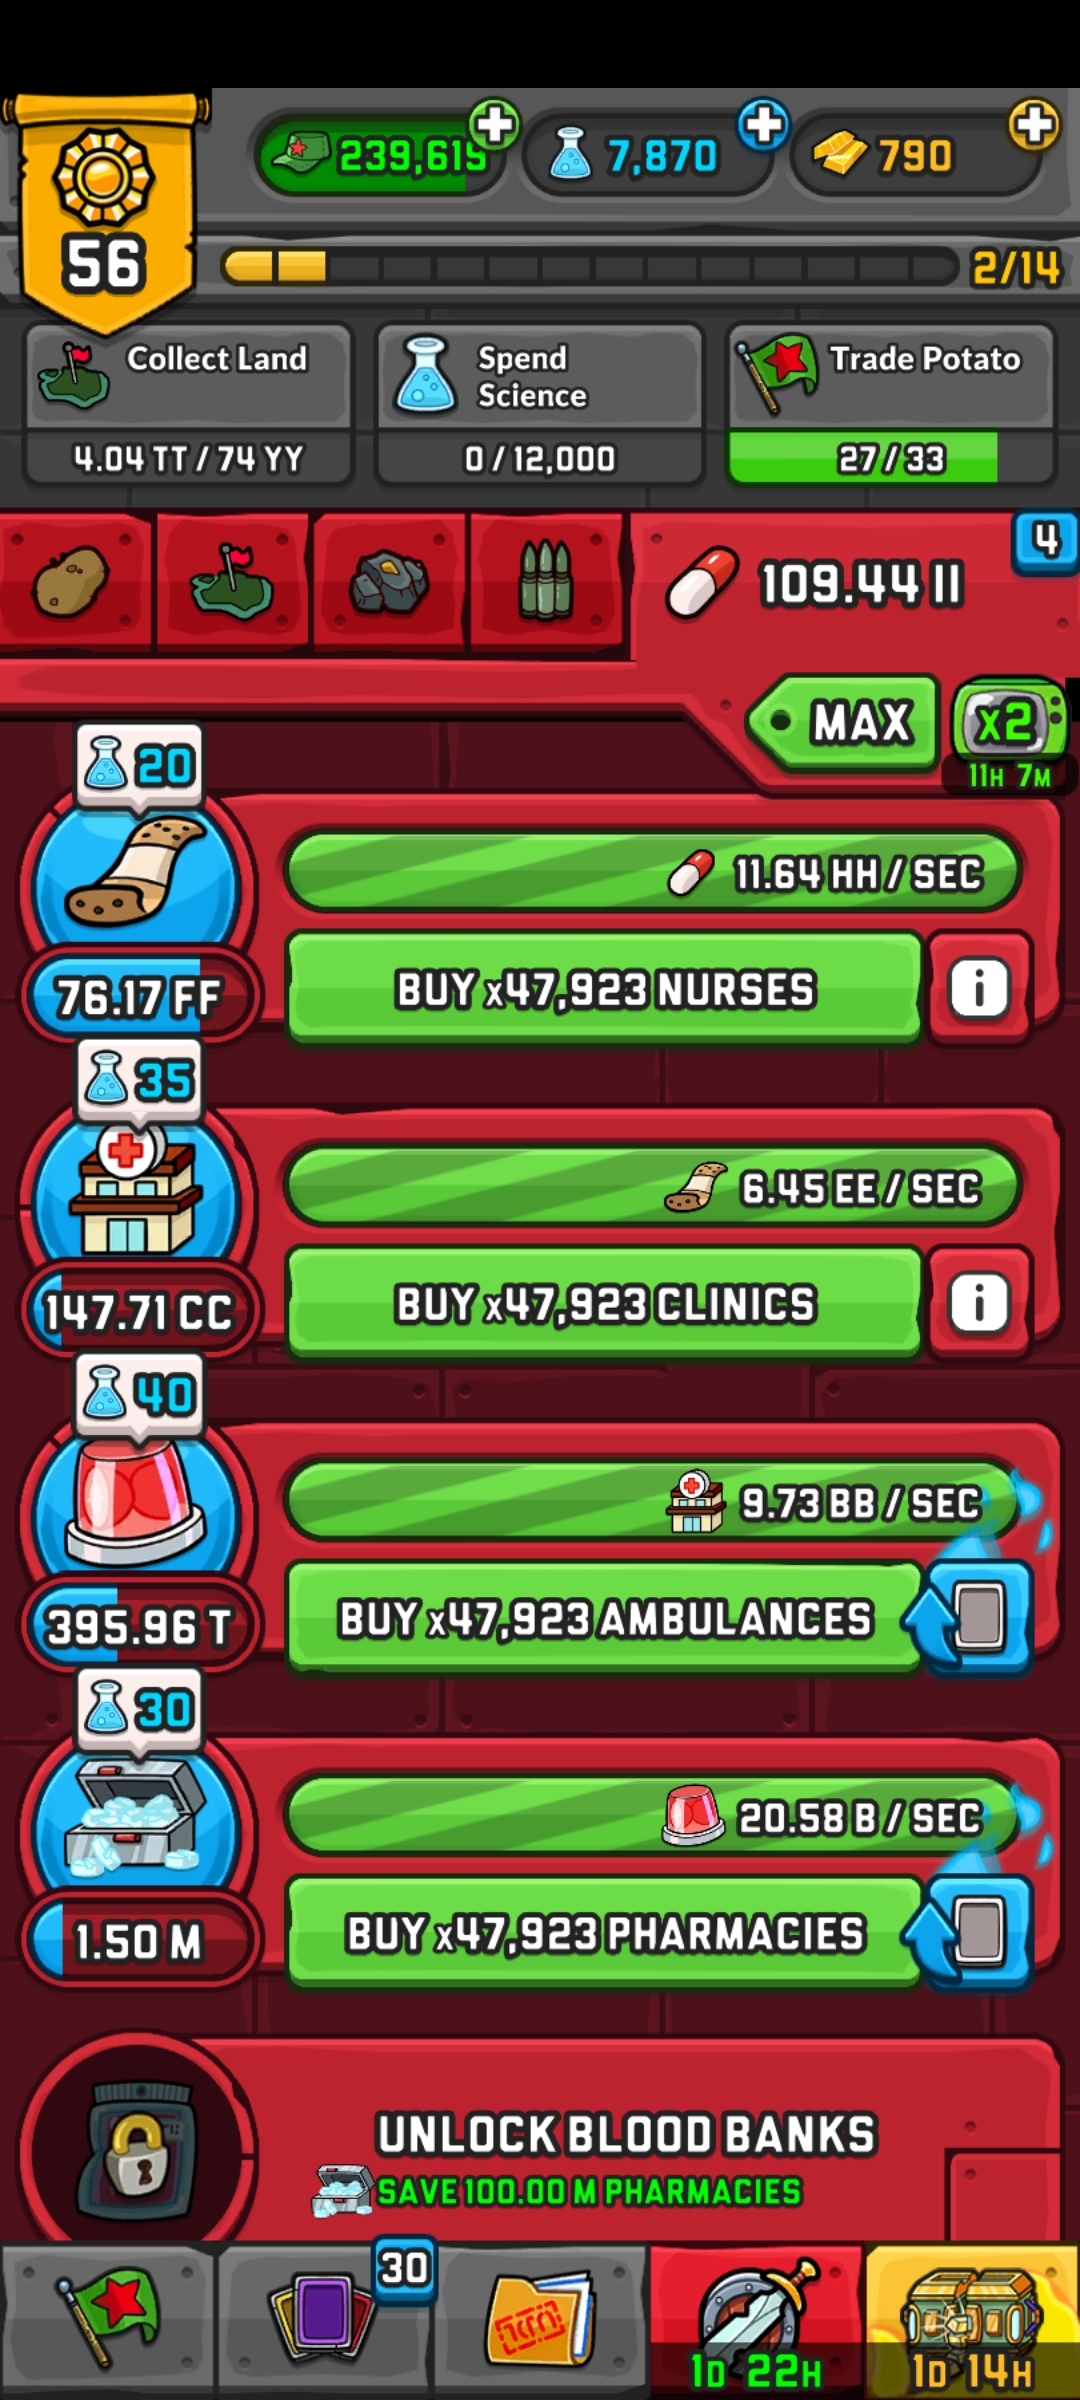 56
239,619
7,870
790
2/14
Collect Land
4.04 TT / 74 YY
Spend
Science
0 / 12,000
Trade Potato
27 / 33
109.44 II
4
MAX
x2
11H 7M
20
11.64 HH / SEC
76.17 FF
BUY x47,923 NURSES
i
35
6.45 EE / SEC
147.71 CC
BUY x47,923 CLINICS
i
40
9.73 BB / SEC
395.96 T
BUY x47,923 AMBULANCES
30
20.58 B / SEC
1.50 M
BUY x47,923 PHARMACIES
UNLOCK BLOOD BANKS
SAVE 100.00 M PHARMACIES
30
1D 22H
1D 14H